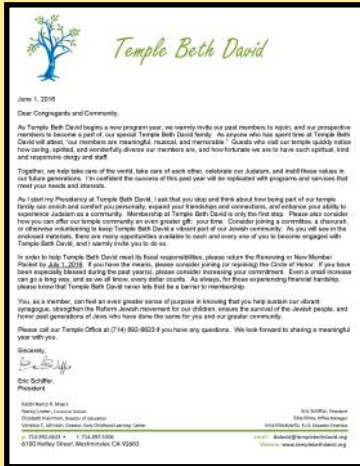 Temple Beth David
June 1, 2016
Dear Congregants and Community,
As Temple Beth David begins a new program year, we warmly invite our past members to rejoin, and our prospective
members to become a part of, our special Temple Beth David family. As anyone who has spent time at Temple Beth
David will attest, "our members are meaningful, musical, and memorable." Guests who visit our temple quickly notice
how caring, spirited, and wonderfully diverse our members are, and how fortunate we are to have such spiritual, kind
and responsive clergy and staff.
Together, we help take care of the world, take care of each other, celebrate our Judaism, and instill those values in
our future generations. I'm confident the success of this past year will be replicated with programs and services that
meet your needs and interests.
As I start my Presidency at Temple Beth David, I ask that you stop and think about how being part of our temple
family can enrich and comfort you personally, expand your friendships and connections, and enhance your ability to
experience Judaism as a community. Membership at Temple Beth David is only the first step. Please also consider
how you can offer our temple community an even greater gift: your time. Consider joining a committee, a chavurah,
or otherwise volunteering to keep Temple Beth David a vibrant part of our Jewish community. As you will see in the
enclosed materials, there are many opportunities available to each and every one of you to become engaged with
Temple Beth David, and I warmly invite you to do so.
In order to help Temple Beth David meet its fiscal responsibilities, please return the Renewing or New Member
Packet by July 1, 2016. If you have the means, please consider joining (or rejoining) the Circle of Honor. If you have
been especially blessed during the past year(s), please consider increasing your commitment. Even a small increase
can go a long way, and as we all know, every dollar counts. As always, for those experiencing financial hardship,
please know that Temple Beth David never lets that be a barrier to membership.
You, as a member, can feel an even greater sense of purpose in knowing that you help sustain our vibrant
synagogue, strengthen the Reform Jewish movement for our children, ensure the survival of the Jewish people, and
honor past generations of Jews who have done the same for you and our greater community.
Please call our Temple Office at (714) 892-6623 if you have any questions. We look forward to sharing a meaningful
year with you.
Sincerely,
Eric Schiffer,
President
Rabbi Nancy R. Myers
Nancy Linder, Cantorial Soloist
Eric Schiffer, President
Director of Education
Office Manager
Director, Early Childhood Learning Center
p: 714.892.6623 • f: 714.897.5306
6100 Hefley Street, Westminster, CA 92683